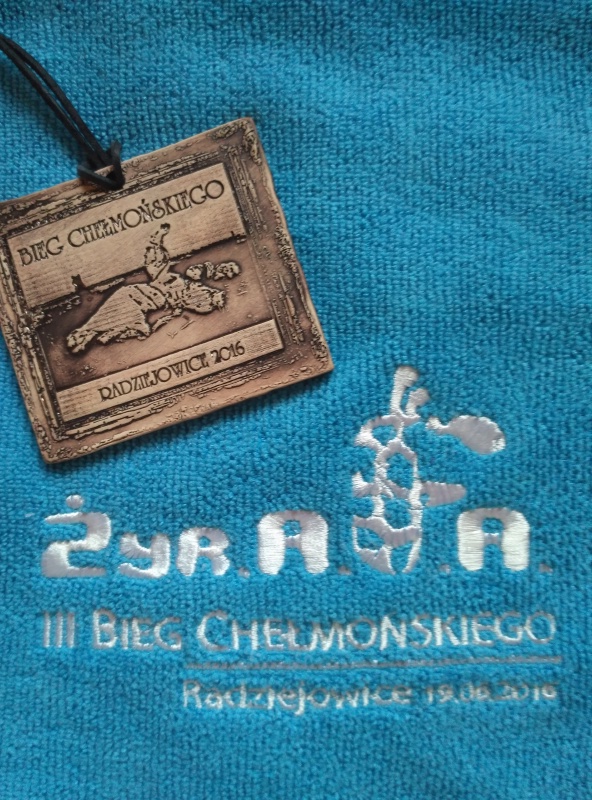 BIEG CHEŁMOŃSKIEGO
RADZIEJOWICE 2016
Żyr.A.f.A.
III BIEG CHEŁMOŃSKIEGO
Radziejowice 19.06.2016